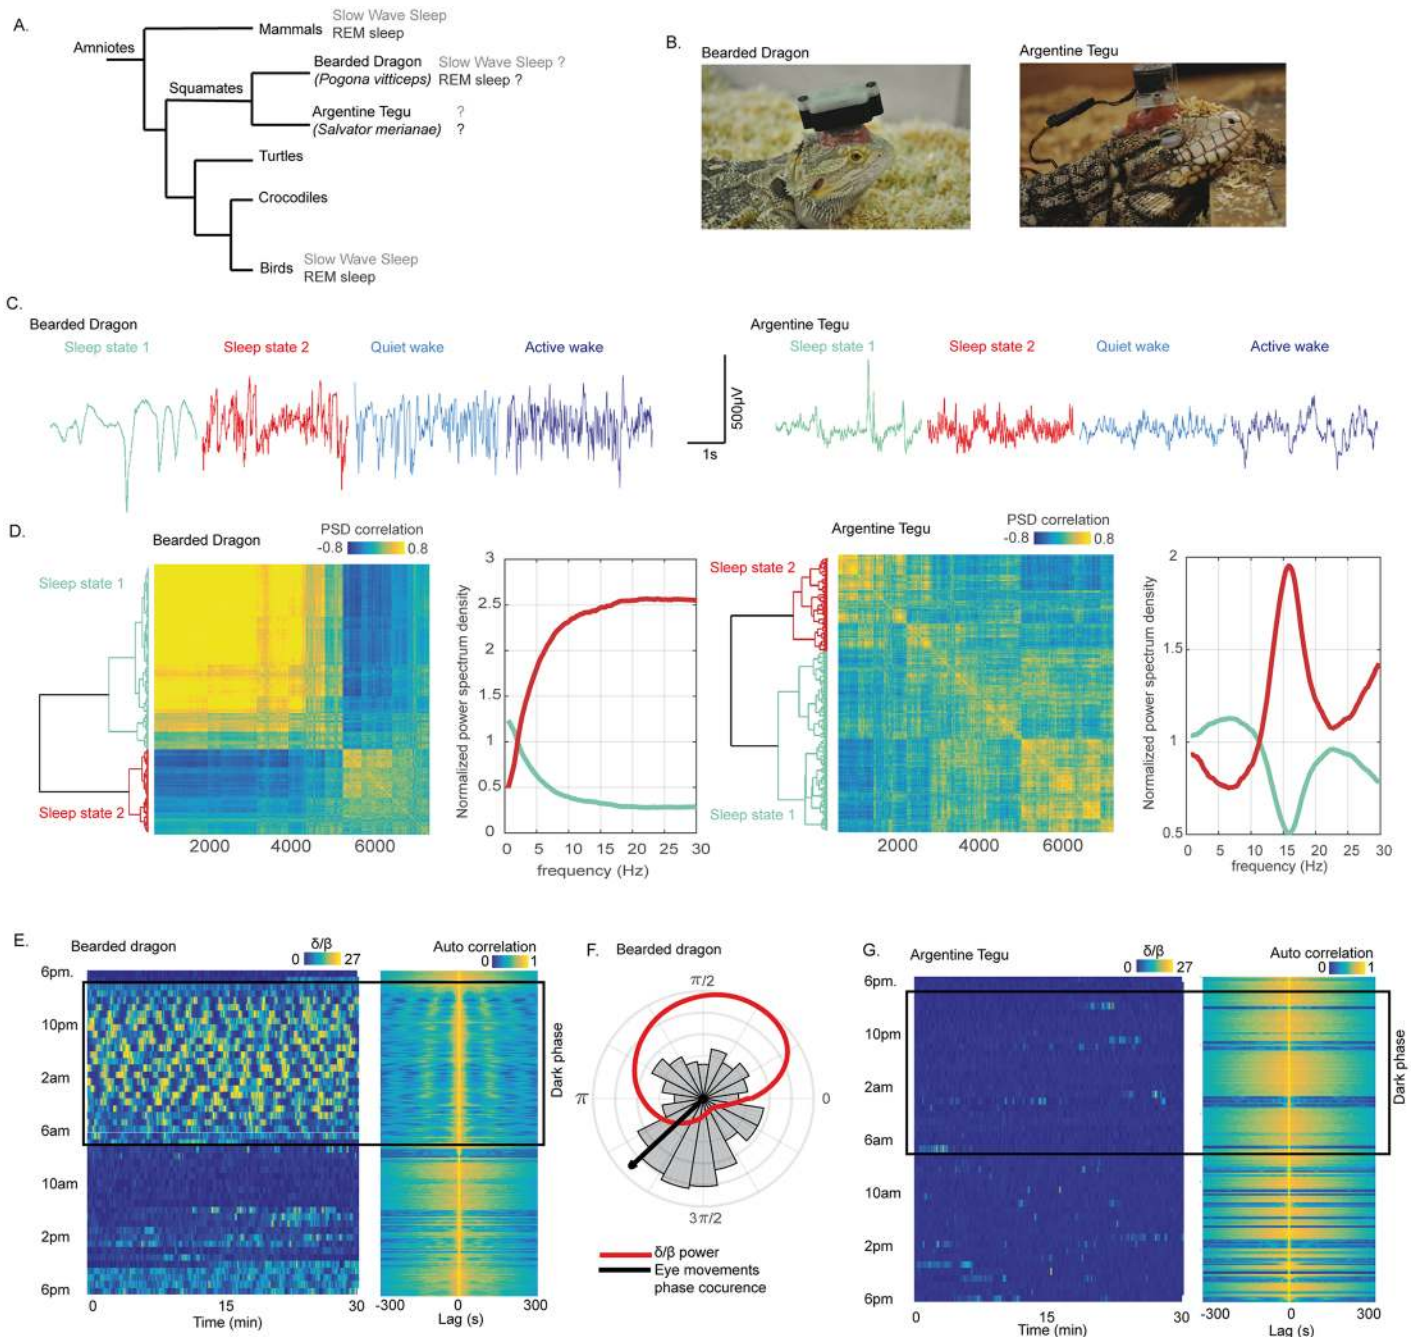 A.
Amniotes
Mammals
Slow Wave Sleep
REM sleep
Squamates
Bearded Dragon
(Pogona vitticeps)
Slow Wave Sleep ?
REM sleep ?
Argentine Tegu
(Salvator merianae)
?
?
Turtles
Crocodiles
Birds
Slow Wave Sleep
REM sleep
B.
Bearded Dragon
Argentine Tegu
C.
Bearded Dragon
Sleep state 1
Sleep state 2
Quiet wake
Active wake
500µV
1s
Argentine Tegu
Sleep state 1
Sleep state 2
Quiet wake
Active wake
D.
Bearded Dragon
PSD correlation
-0.8 0.8
Sleep state 1
Sleep state 2
2000 4000 6000
Normalized power spectrum density
3
2.5
2
1.5
1
0.5
0
0 5 10 15 20 25 30
frequency (Hz)
Argentine Tegu
PSD correlation
-0.8 0.8
Sleep state 2
Sleep state 1
2000 4000 6000
Normalized power spectrum density
2
1.5
1
0.5
0 5 10 15 20 25 30
frequency (Hz)
E.
Bearded dragon
δ/β
0 27
Auto correlation
0 1
6pm.
10pm
2am
6am
10am
2pm
6pm
0 15 30
Time (min)
-300 0 300
Lag (s)
Dark phase
F.
Bearded dragon
π/2
π
0
3π/2
δ/β power
Eye movements
phase cocurence
G.
Argentine Tegu
δ/β
0 27
Auto correlation
0 1
6pm.
10pm
2am
6am
10am
2pm
6pm
0 15 30
Time (min)
-300 0 300
Lag (s)
Dark phase